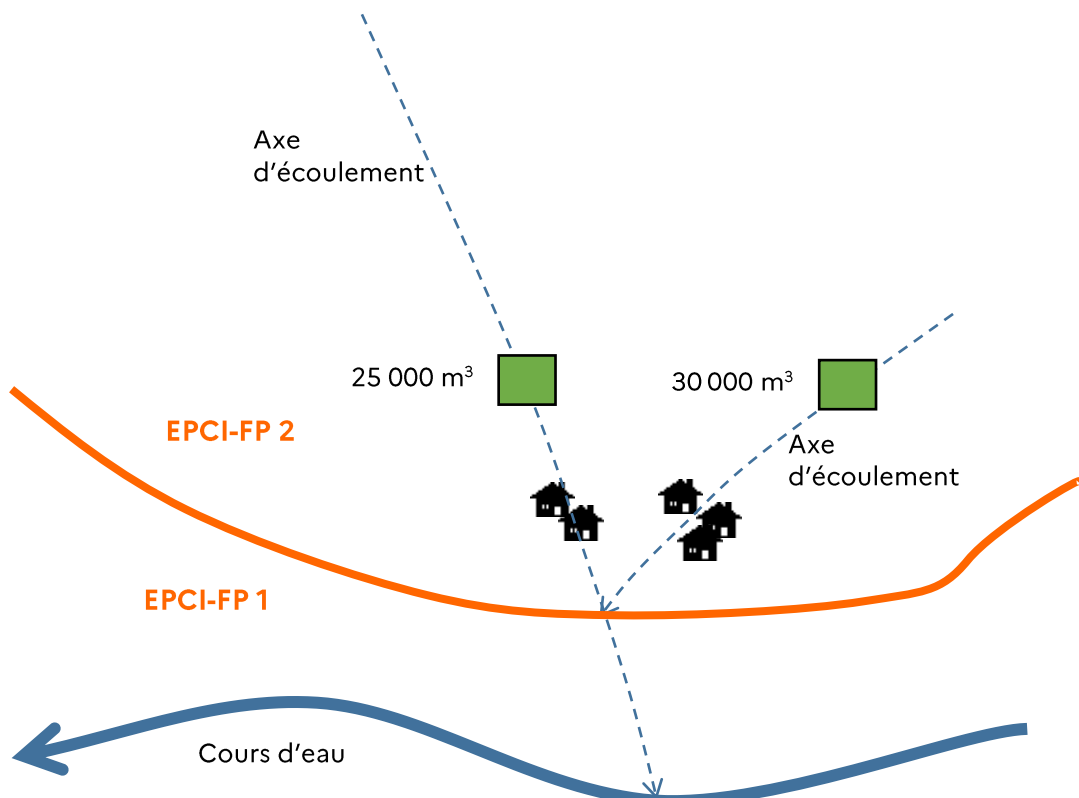 Axe
d’écoulement
25 000 m³
30 000 m³
EPCI-FP 2
Axe
d’écoulement
EPCI-FP 1
Cours d’eau